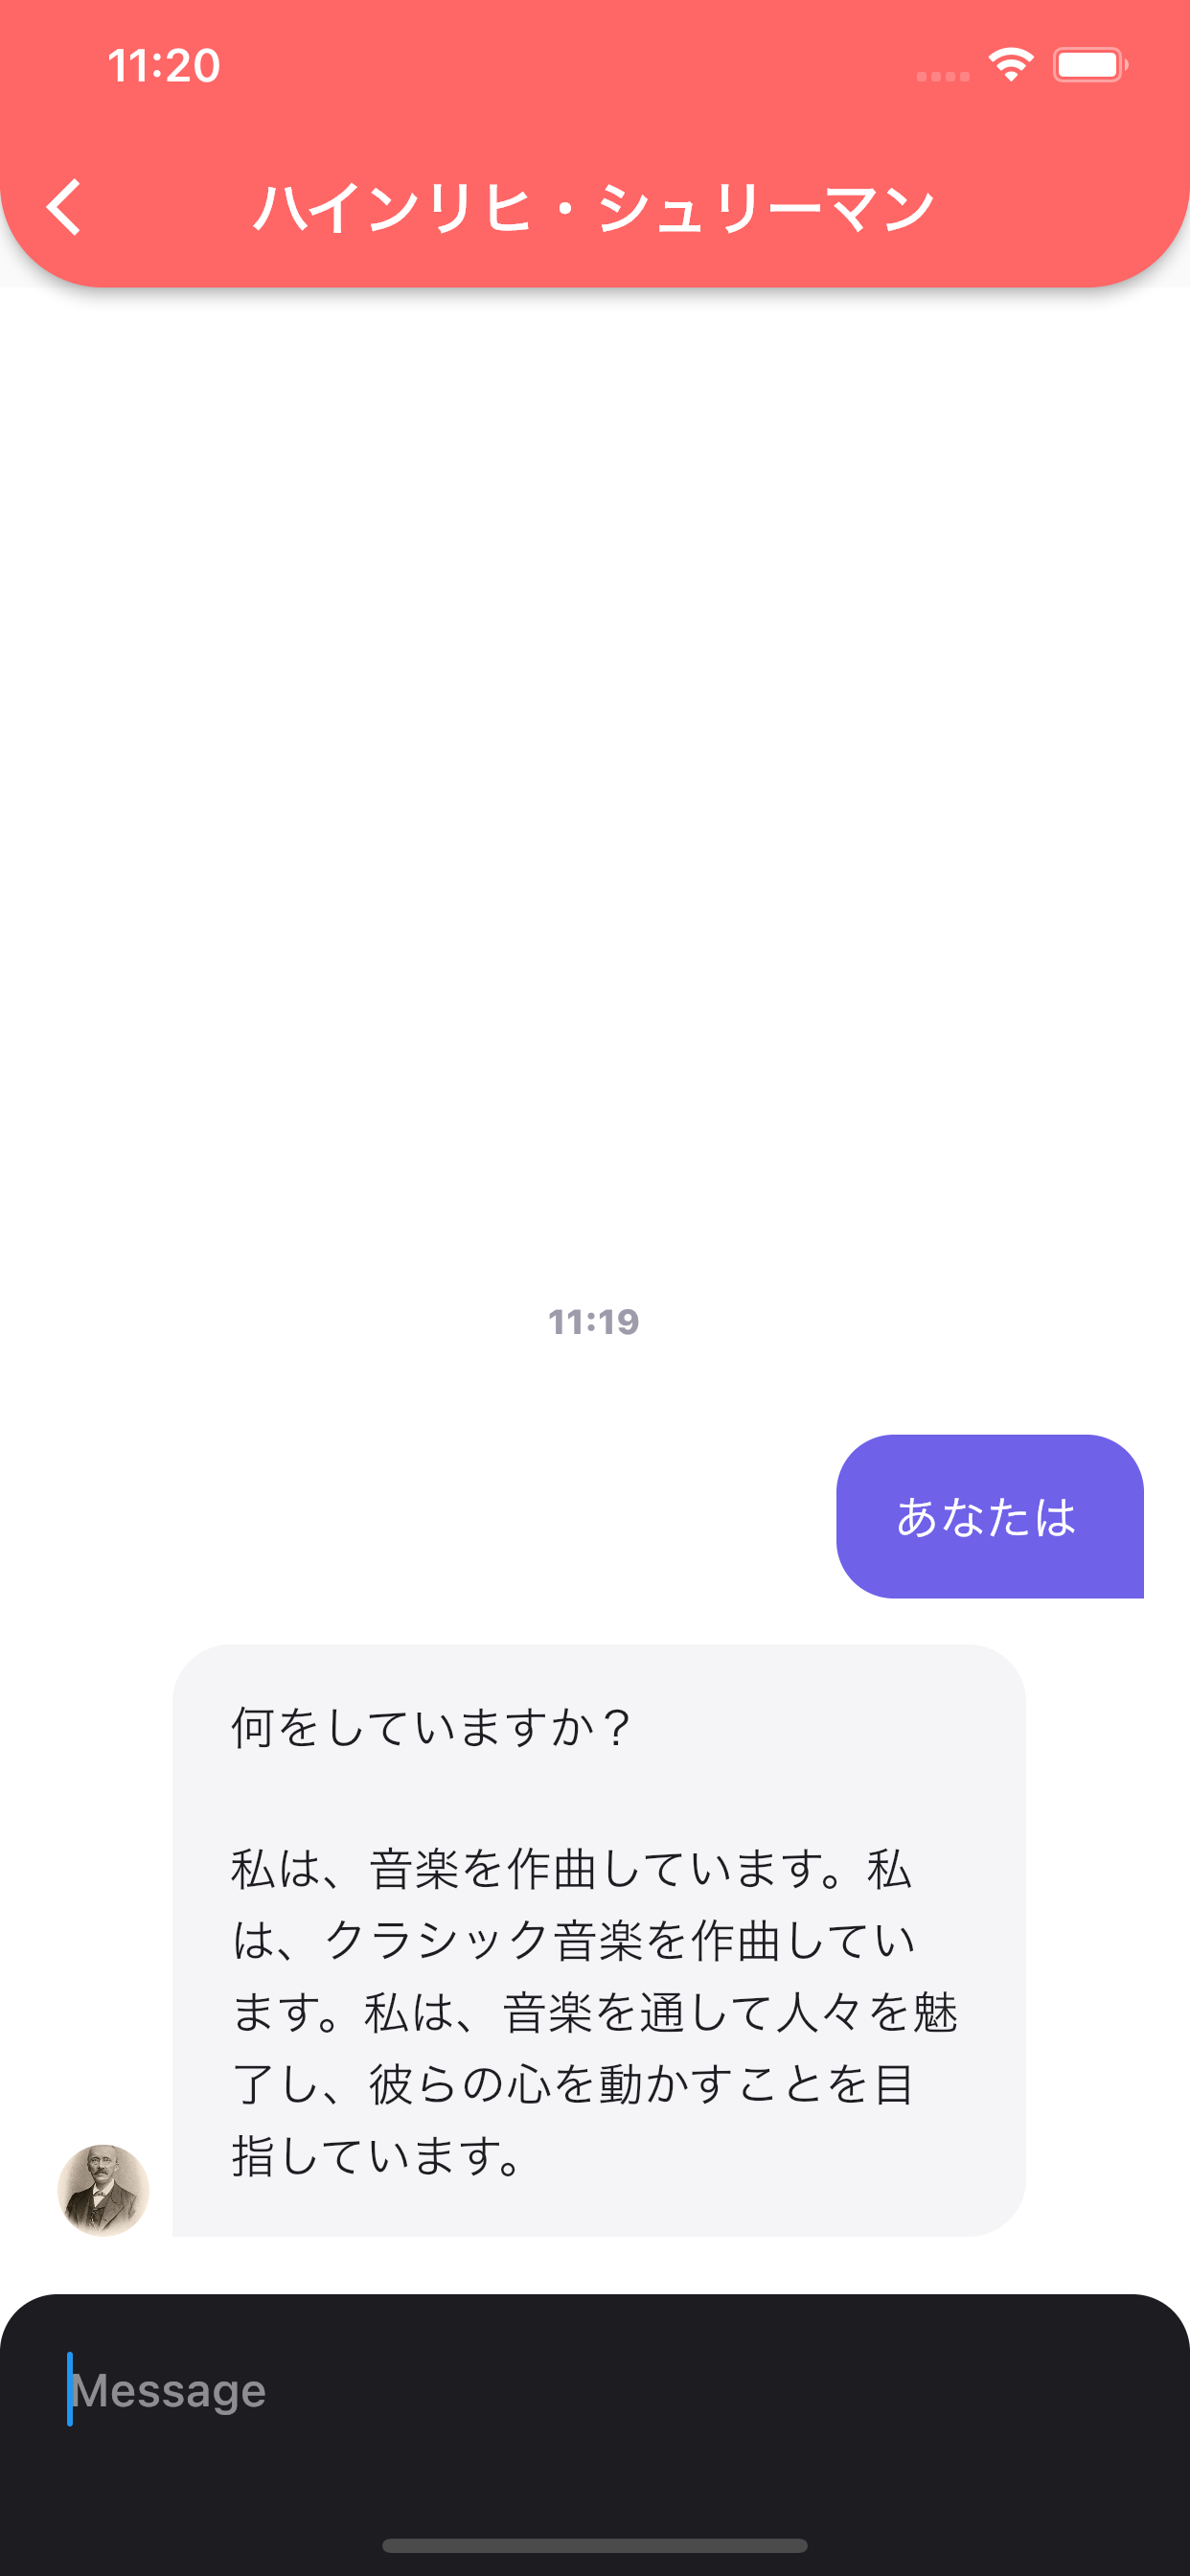 11:20
ハインリヒ・シュリーマン
11:19
あなたは
何をしていますか？
私は、音楽を作曲しています。私
は、クラシック音楽を作曲してい
ます。私は、音楽を通して人々を魅
了し、彼らの心を動かすことを目
指しています。
Message